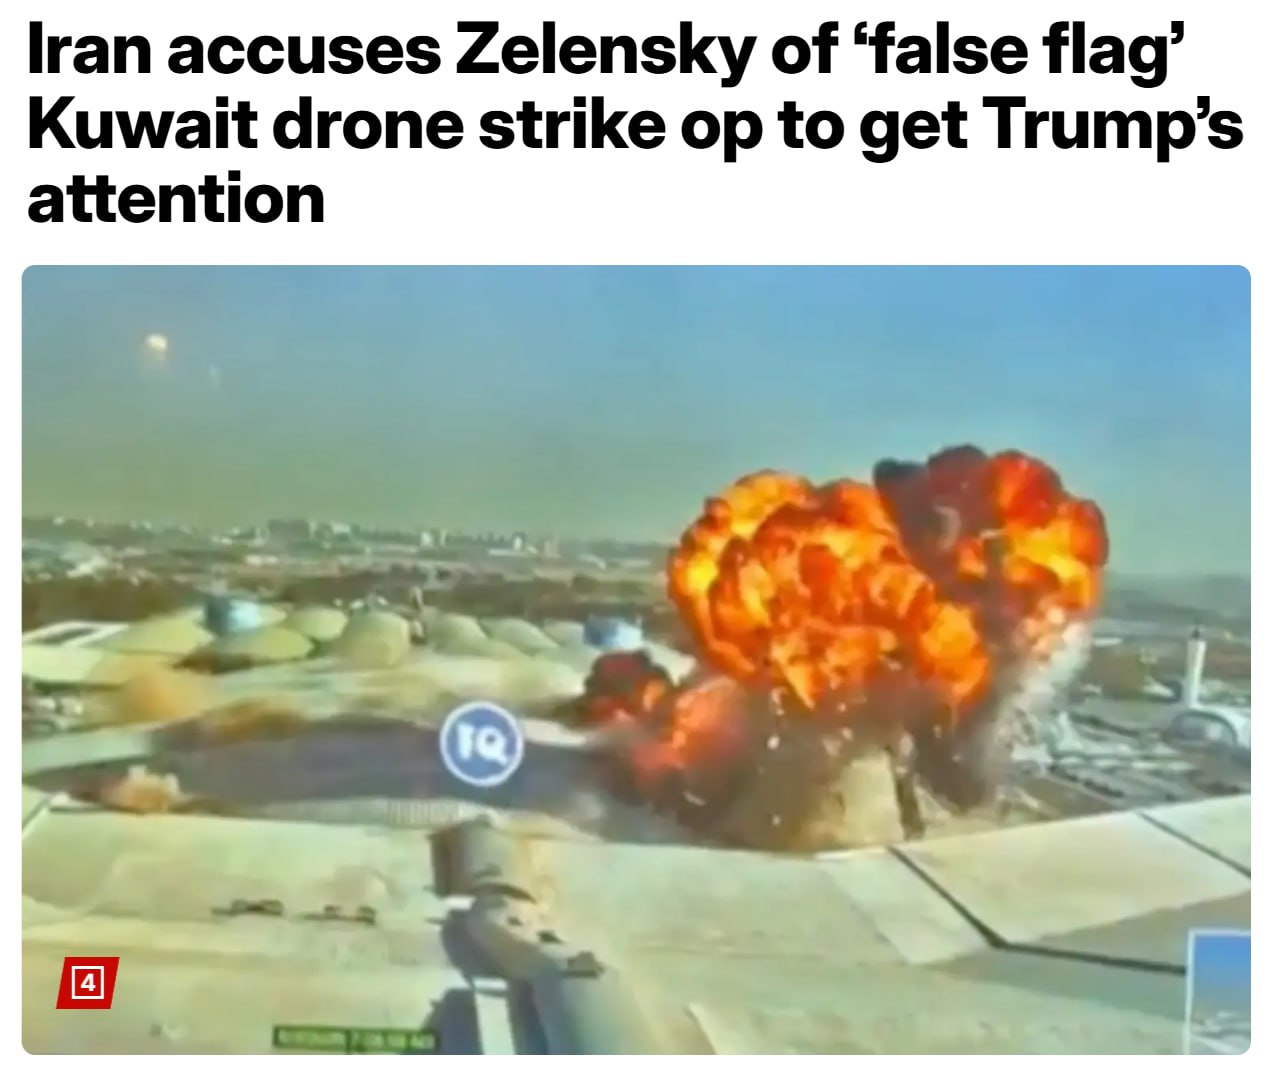 Iran accuses Zelensky of ‘false flag’
Kuwait drone strike op to get Trump’s
attention
4